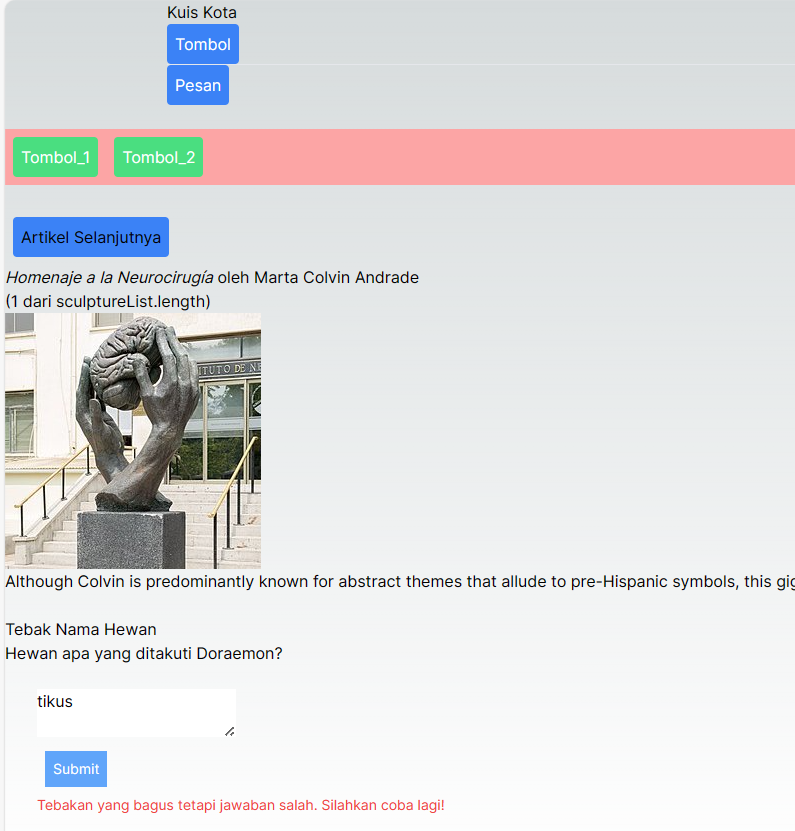 Kuis Kota
Tombol
Pesan
Tombol_1 Tombol_2
Artikel Selanjutnya
Homenaje a la Neurocirugía oleh Marta Colvin Andrade
(1 dari sculptureList.length)
ITUTO DE NE
Although Colvin is predominantly known for abstract themes that allude to pre-Hispanic symbols, this gig
Tebak Nama Hewan
Hewan apa yang ditakuti Doraemon?
tikus
Submit
Tebakan yang bagus tetapi jawaban salah. Silahkan coba lagi!